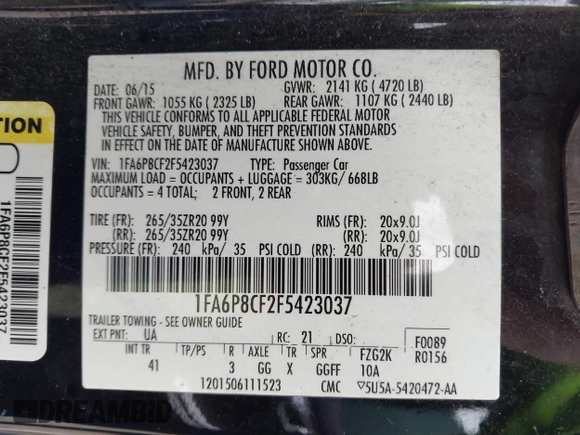 MFD. BY FORD MOTOR CO.
DATE: 06/15 GVWR: 2141 KG ( 4720 LB)
FRONT GAWR: 1055 KG ( 2325 LB) REAR GAWR: 1107 KG ( 2440 LB)
THIS VEHICLE CONFORMS TO ALL APPLICABLE FEDERAL MOTOR
VEHICLE SAFETY, BUMPER, AND THEFT PREVENTION STANDARDS
IN EFFECT ON THE DATE OF MANUFACTURE SHOWN ABOVE.
VIN: 1FA6P8CF2F5423037 TYPE: Passenger Car
MAXIMUM LOAD = OCCUPANTS + LUGGAGE = 303KG/ 668LB
OCCUPANTS = 4 TOTAL; 2 FRONT, 2 REAR
TIRE (FR): 265/35ZR20 99Y RIMS (FR): 20x9.0J
(RR): 265/35ZR20 99Y (RR): 20x9.0J
PRESSURE (FR): 240 kPa/ 35 PSI COLD (RR): 240 kPa/ 35 PSI COLD
1FA6P8CF2F5423037
TRAILER TOWING - SEE OWNER GUIDE
EXT PNT: UA RC: 21 DSO: F0089
INT TR TP/PS R AXLE TR SPR FZG2K R0156
41 3 GG X GGFF 10A
1201506111523 CMC 5U5A-5420472-AA
TION
1FA6P8CF2F5423037
DREAMBID